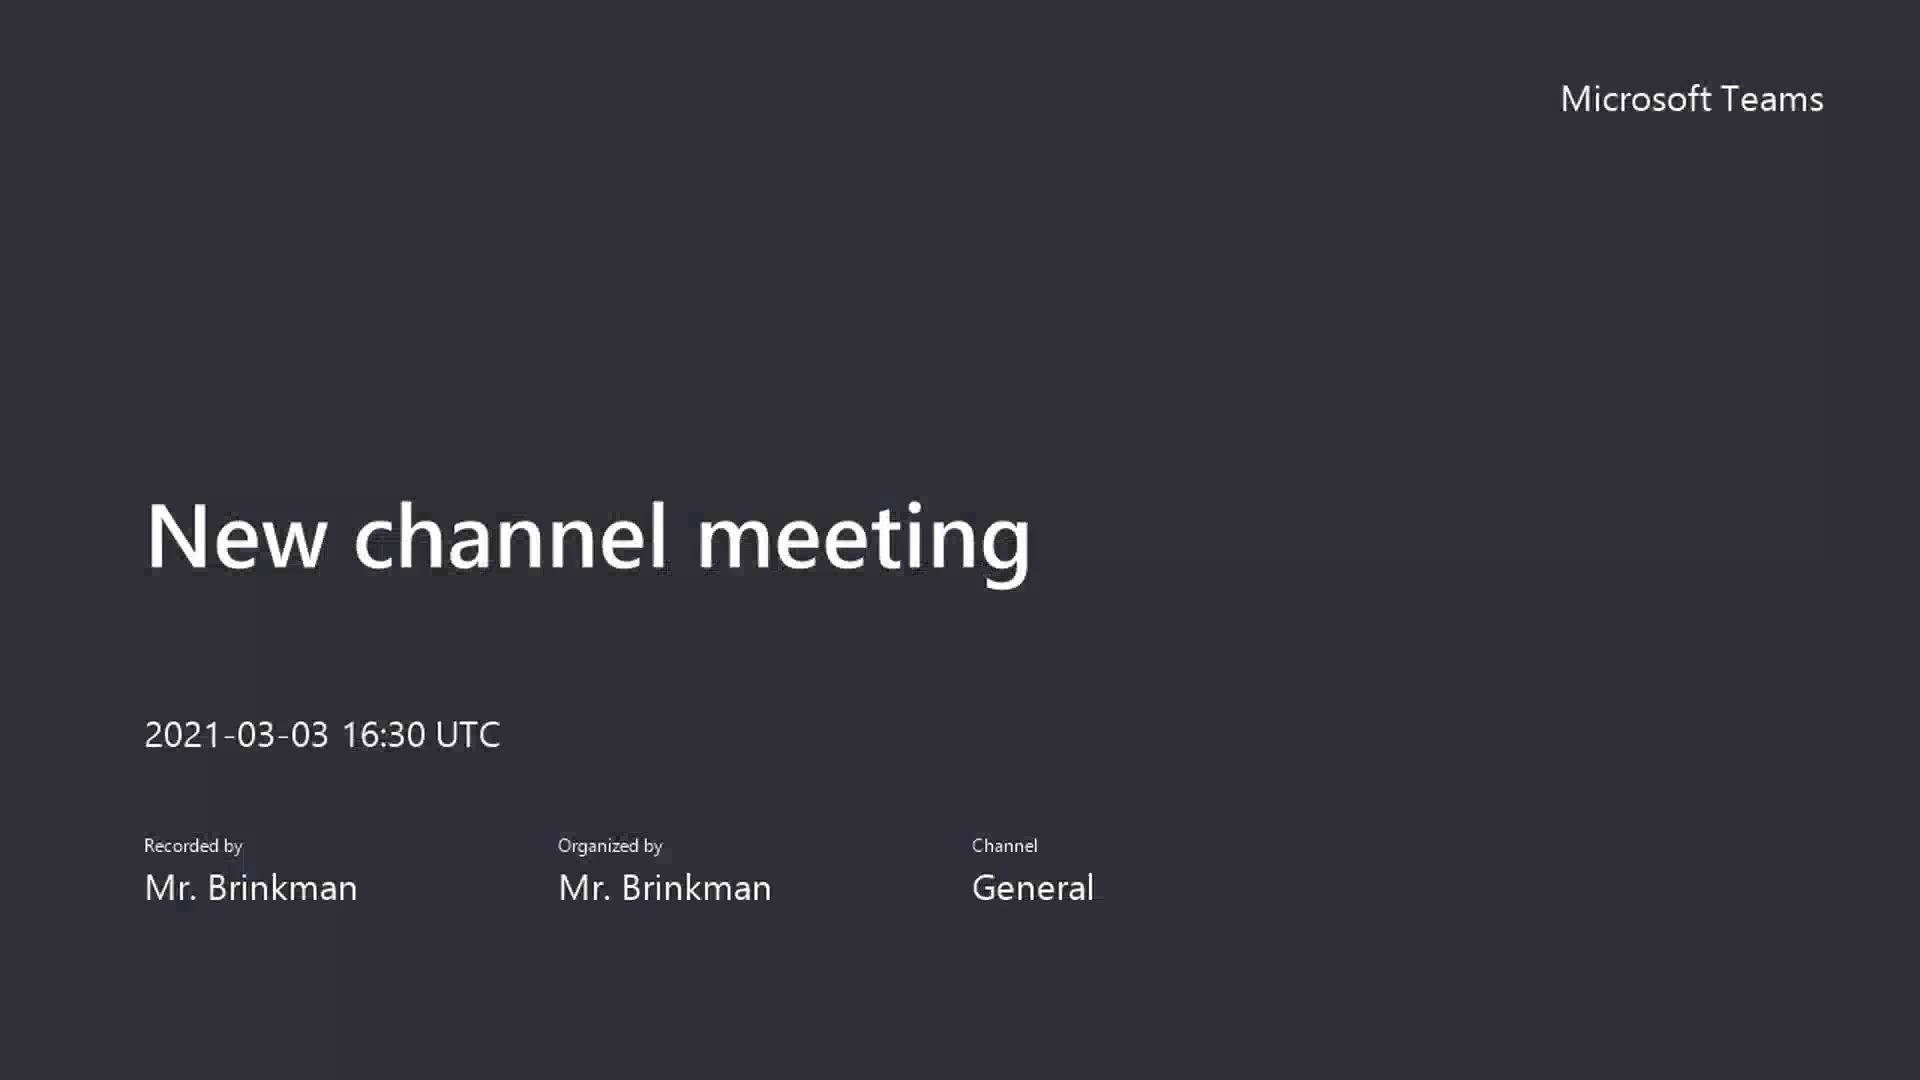 Microsoft Teams
New channel meeting
2021-03-03 16:30 UTC
Recorded by
Mr. Brinkman
Organized by
Mr. Brinkman
Channel
General